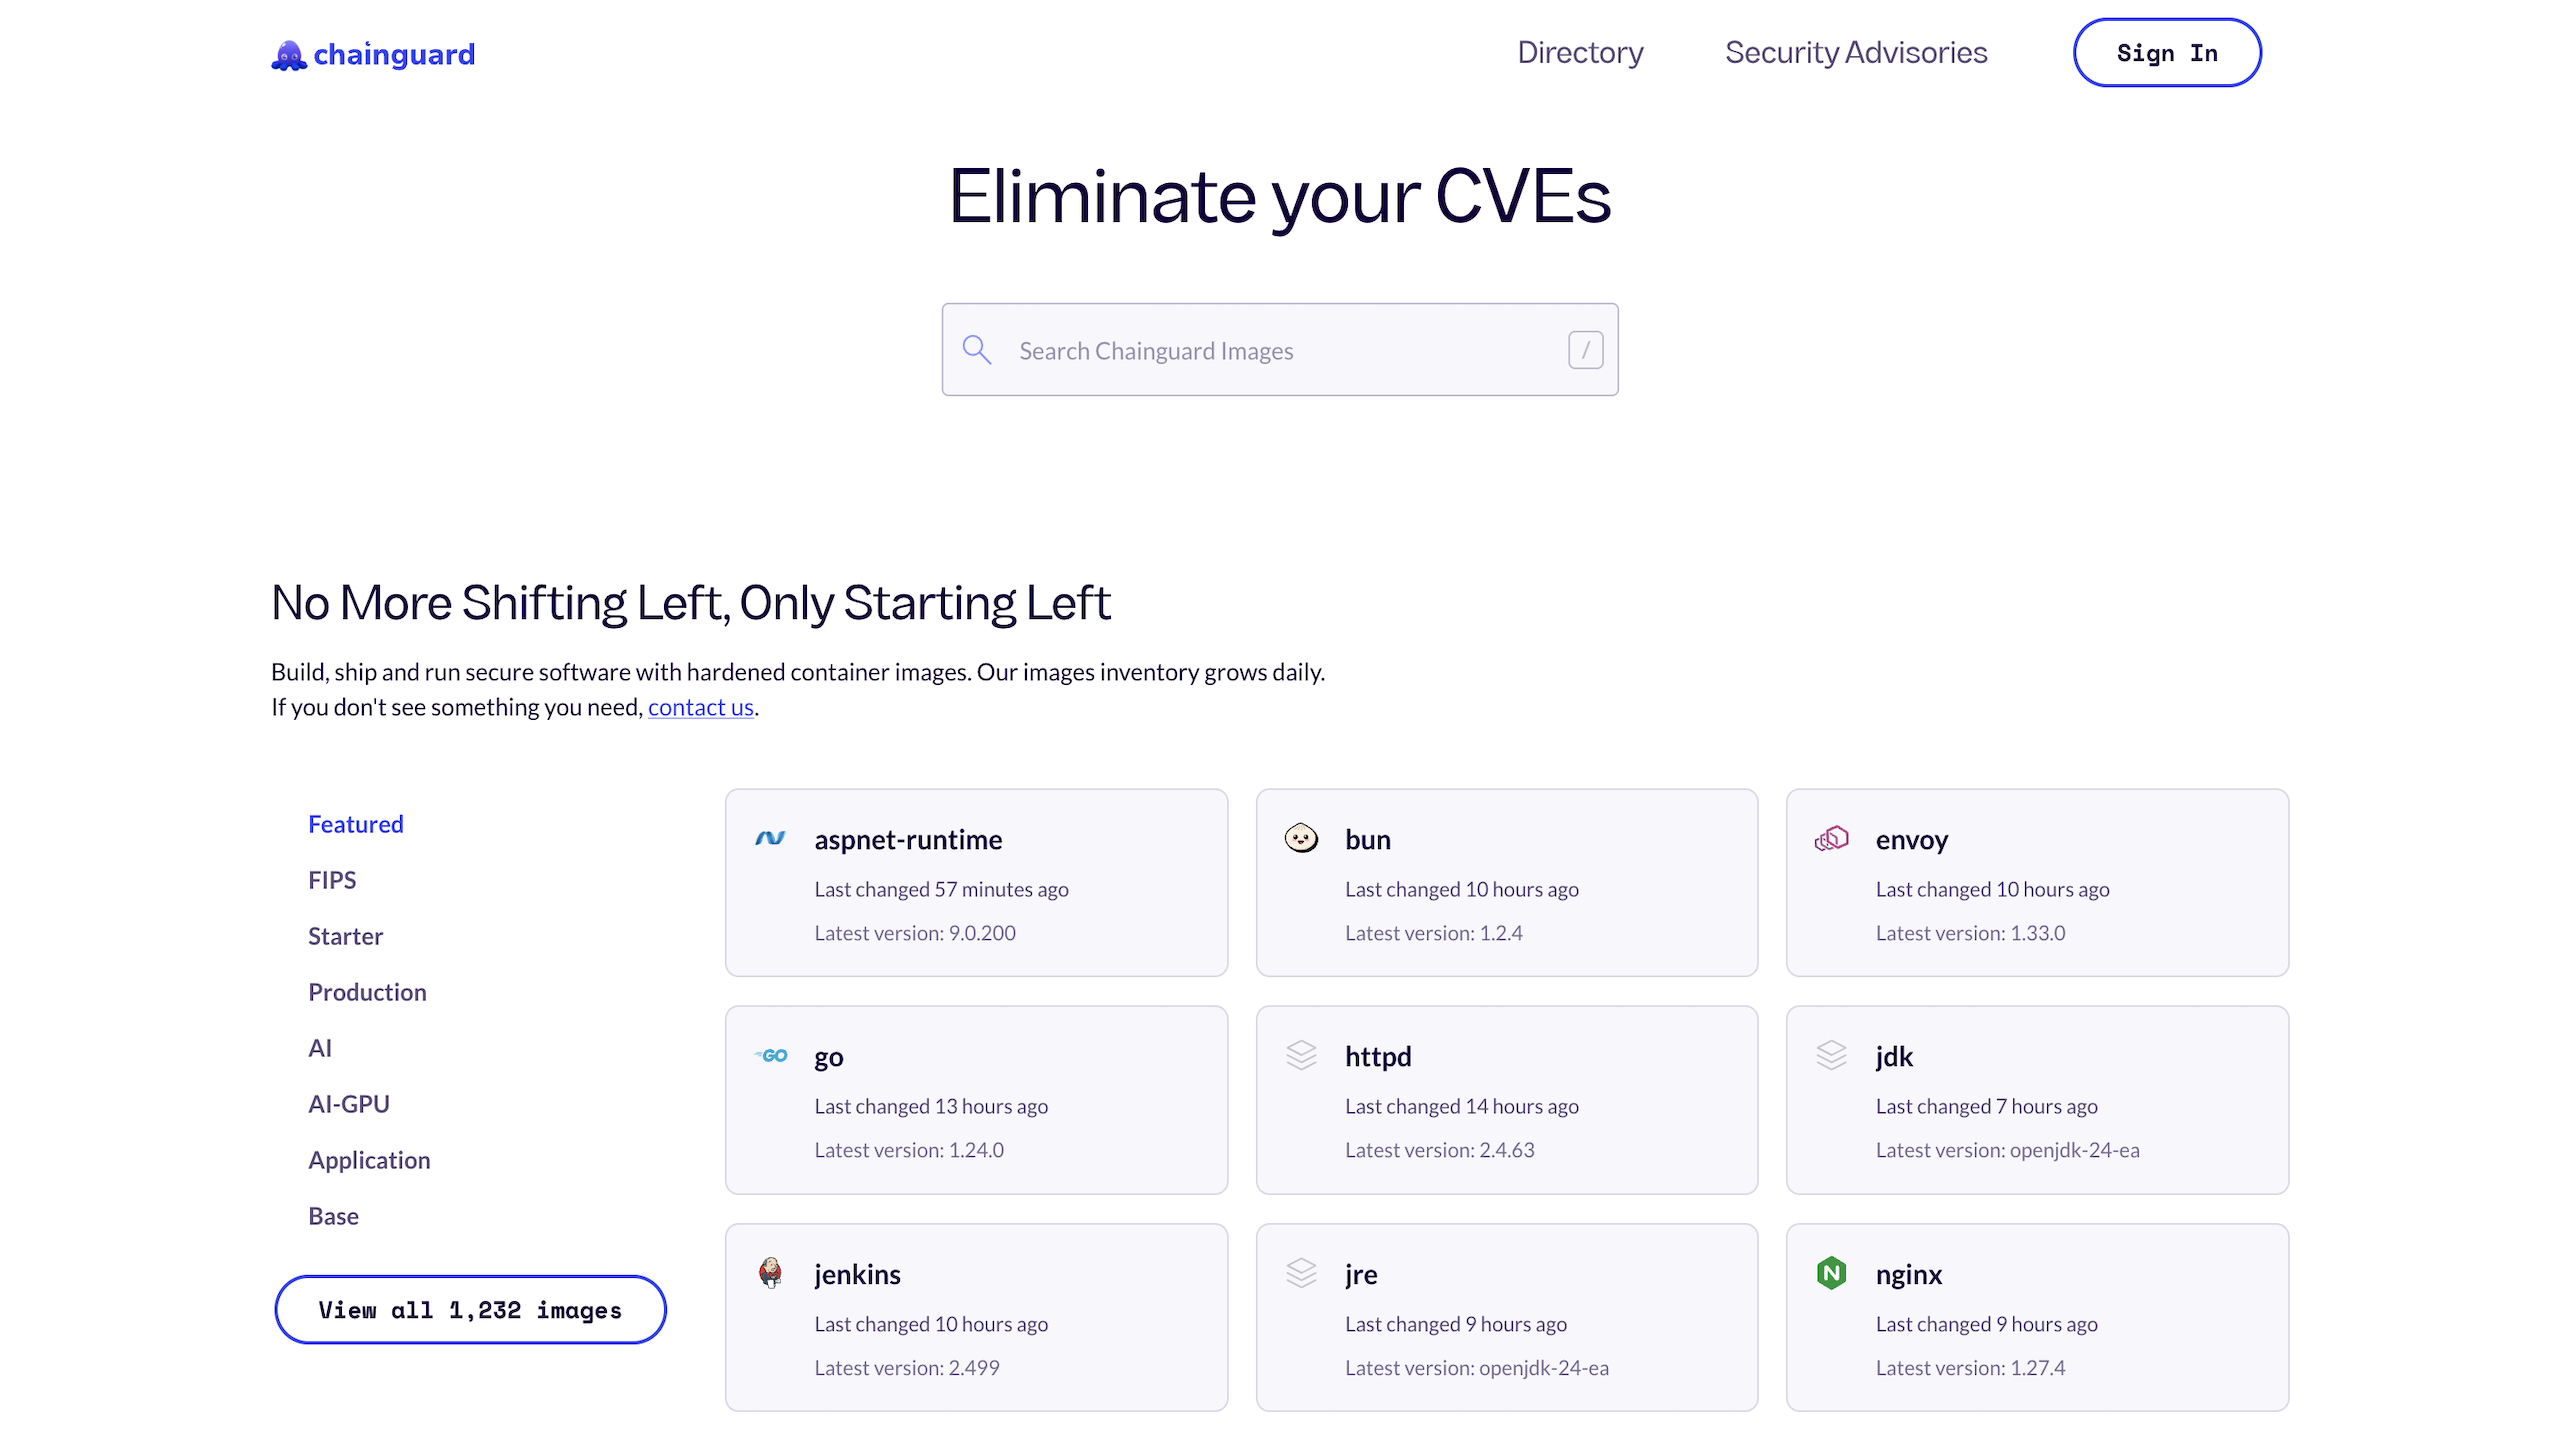 chainguard
Directory
Security Advisories
Sign In
Eliminate your CVEs
Search Chainguard Images
/
No More Shifting Left, Only Starting Left
Build, ship and run secure software with hardened container images. Our images inventory grows daily.
If you don't see something you need, contact us.
Featured
FIPS
Starter
Production
AI
AI-GPU
Application
Base
View all 1,232 images
aspnet-runtime
Last changed 57 minutes ago
Latest version: 9.0.200
bun
Last changed 10 hours ago
Latest version: 1.2.4
envoy
Last changed 10 hours ago
Latest version: 1.33.0
GO
go
Last changed 13 hours ago
Latest version: 1.24.0
httpd
Last changed 14 hours ago
Latest version: 2.4.63
jdk
Last changed 7 hours ago
Latest version: openjdk-24-ea
jenkins
Last changed 10 hours ago
Latest version: 2.499
jre
Last changed 9 hours ago
Latest version: openjdk-24-ea
N
nginx
Last changed 9 hours ago
Latest version: 1.27.4